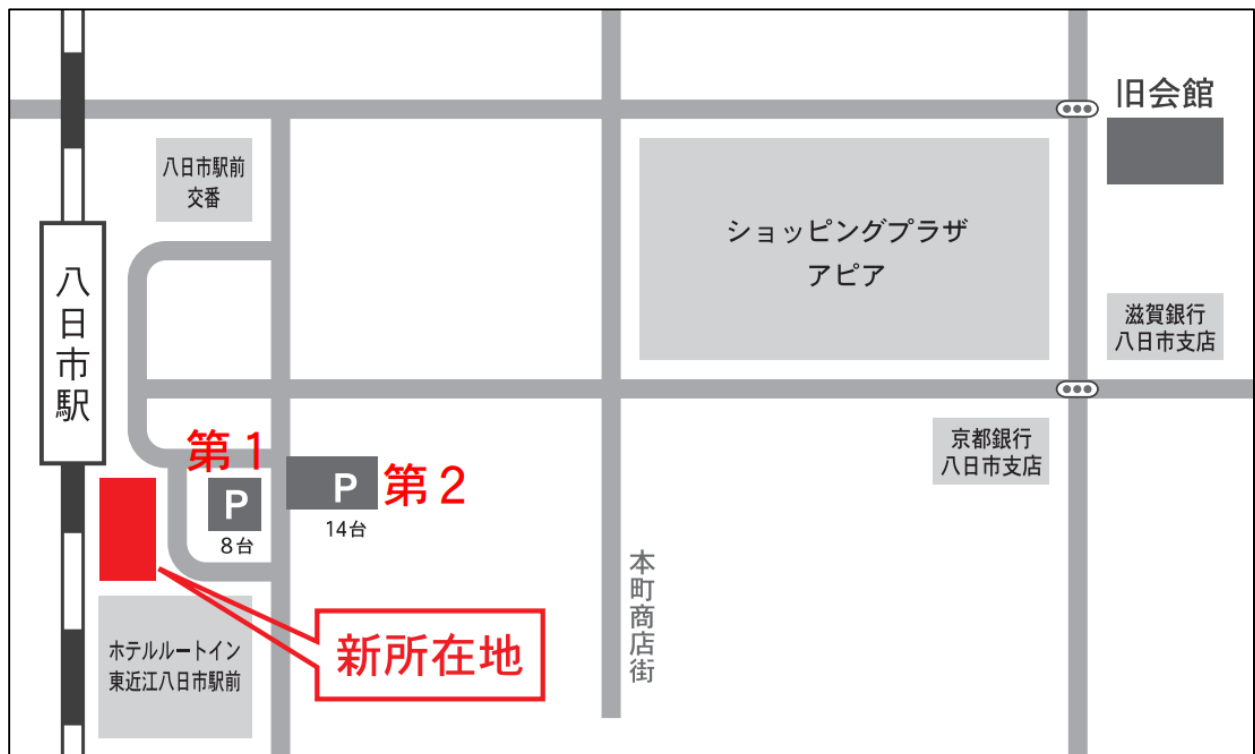 旧会館
八日市駅前
交番
ショッピングプラザ
アピア
八日市駅
滋賀銀行
八日市支店
第1
P
8台
P
第2
14台
京都銀行
八日市支店
本町商店街
新所在地
ホテルルートイン
東近江八日市駅前